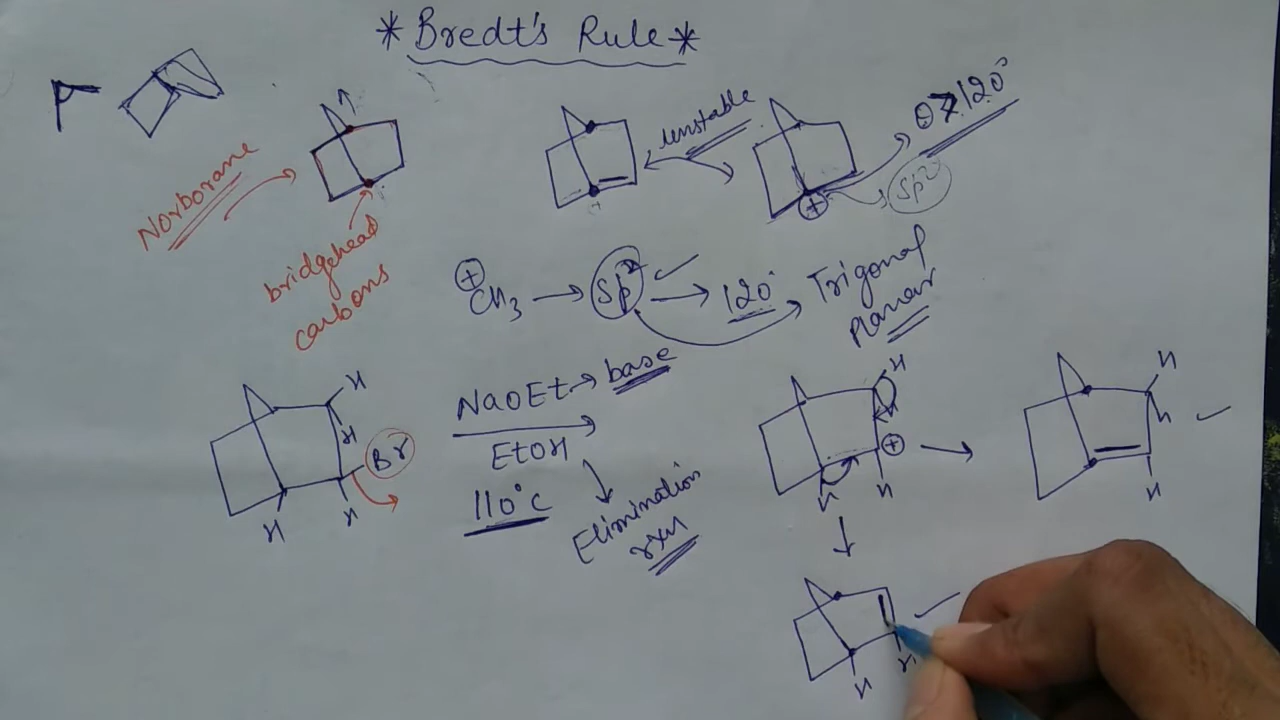 *Bredt's Rule*
Norborane
bridgehead
carbons
unstable
⊕
θ>120°
sp²
⊕
CH3 → sp² → 120°
Trigonal
Planar
H
H
Br
H
H
NaOEt → base
EtOH
110°C
Elimination
rxn
H
H
⊕
H
H
H
H
H
H
H